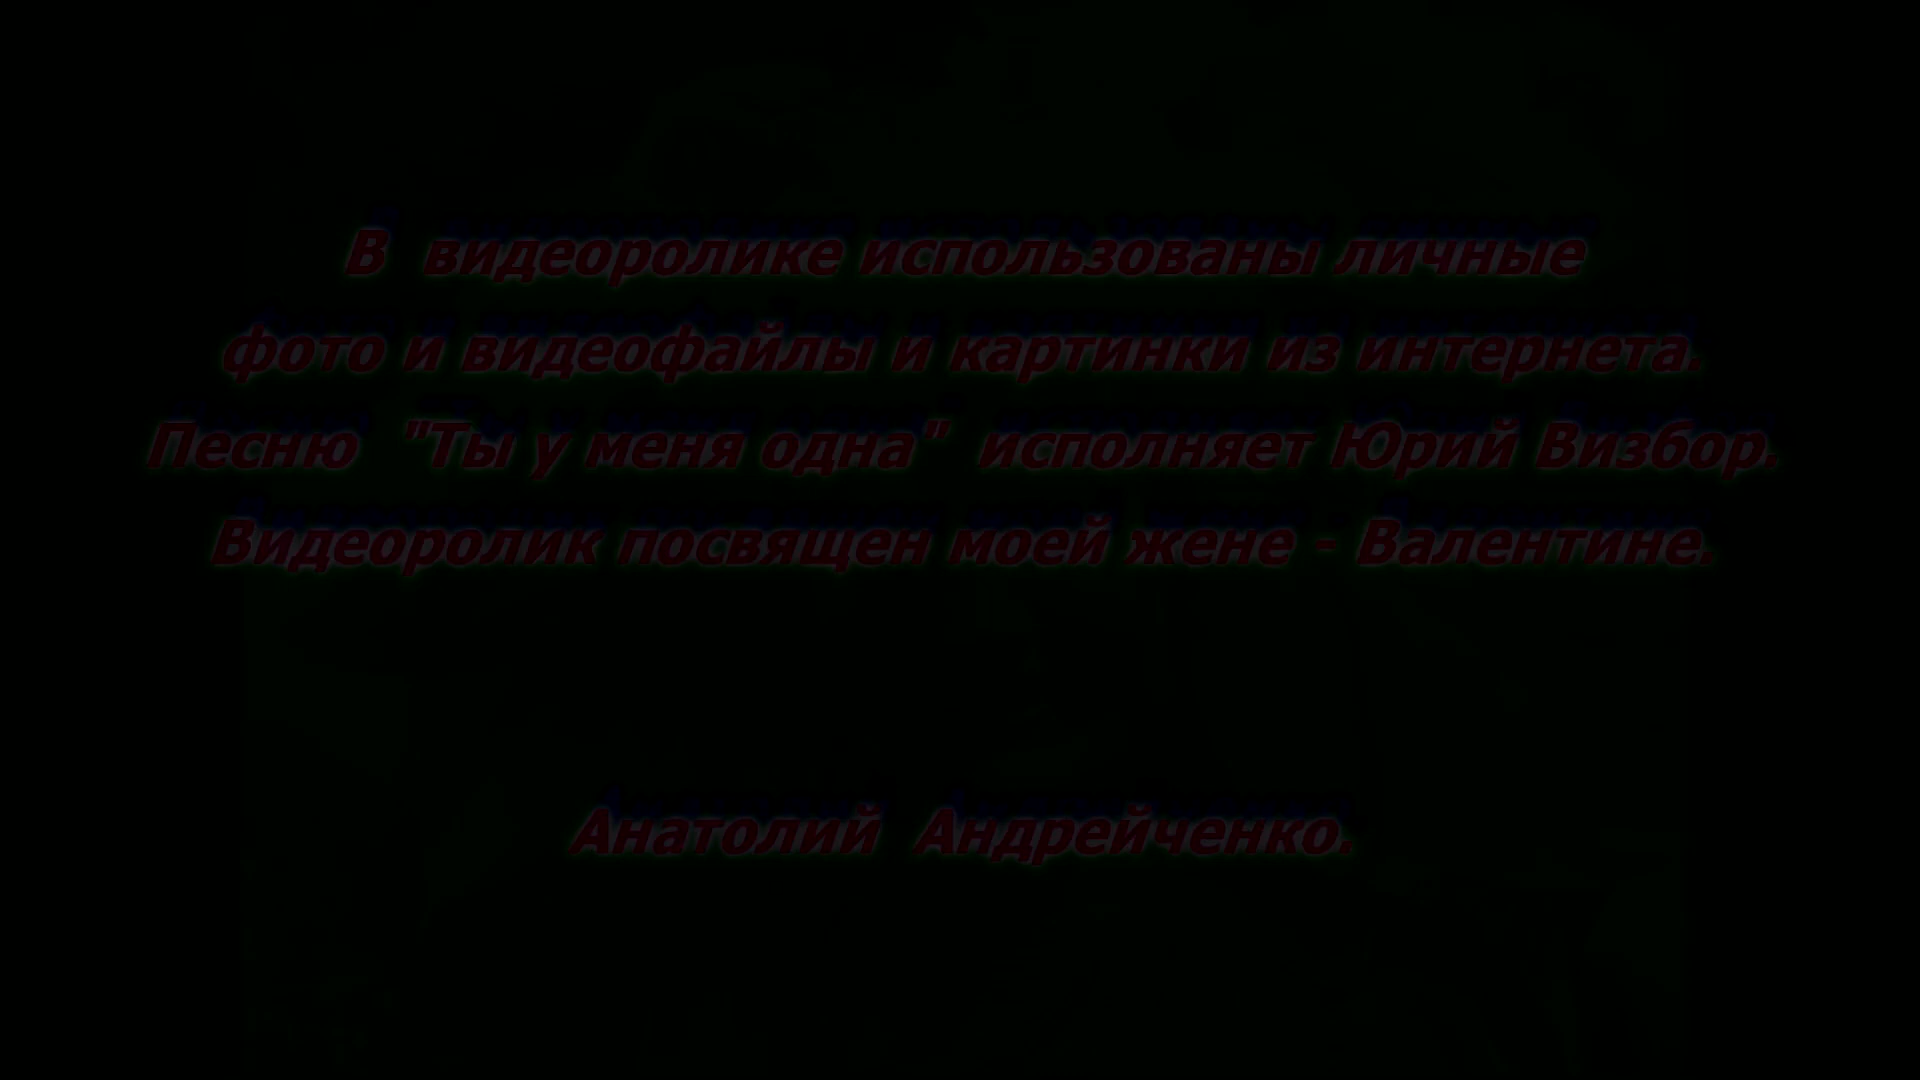 В видеоролике использованы личные
фото и видеофайлы и картинки из интернета.
Песню "Ты у меня одна" исполняет Юрий Визбор.
Видеоролик посвящен моей жене - Валентине.
Анатолий Андрейченко.